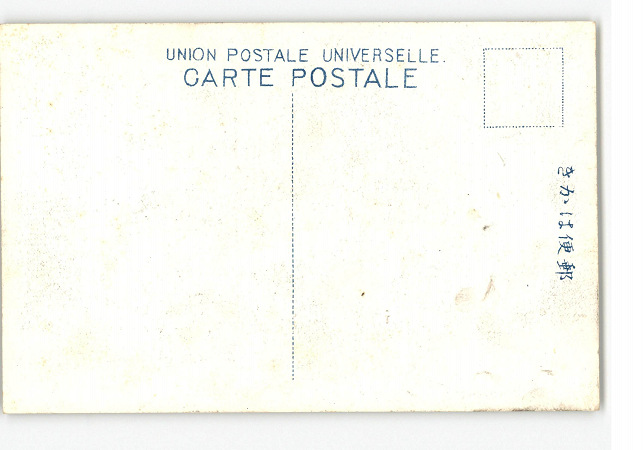 UNION POSTALE UNIVERSELLE.
CARTE POSTALE
きかは便郵